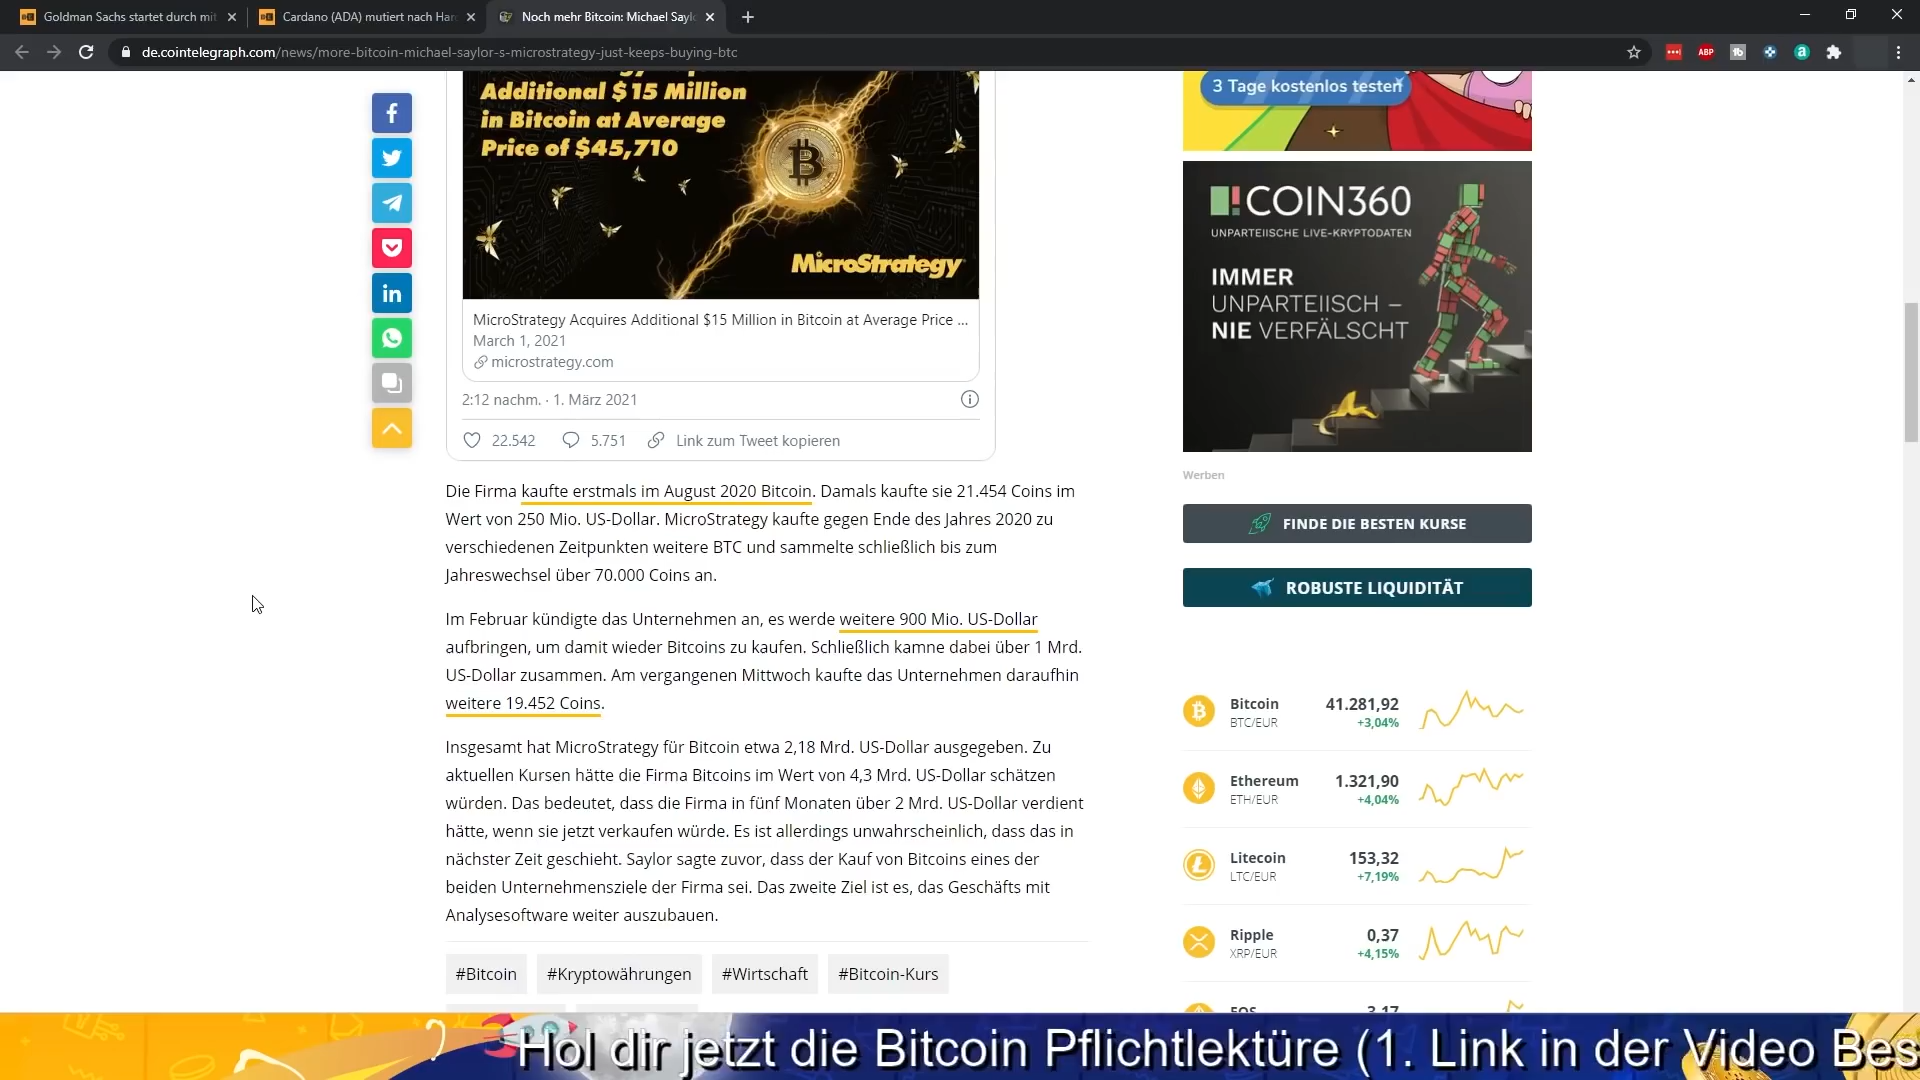 Goldman Sachs startet durch mit
Cardano (ADA) mutiert nach Har
Noch mehr Bitcoin: Michael Sayl
de.cointelegraph.com/news/more-bitcoin-michael-saylor-s-microstrategy-just-keeps-buying-btc
ABP
Additional $15 Million
in Bitcoin at Average
Price of $45,710
MicroStrategy
MicroStrategy Acquires Additional $15 Million in Bitcoin at Average Price ...
March 1, 2021
microstrategy.com
2:12 nachm. · 1. März 2021
22.542
5.751
Link zum Tweet kopieren
Die Firma kaufte erstmals im August 2020 Bitcoin. Damals kaufte sie 21.454 Coins im
Wert von 250 Mio. US-Dollar. MicroStrategy kaufte gegen Ende des Jahres 2020 zu
verschiedenen Zeitpunkten weitere BTC und sammelte schließlich bis zum
Jahreswechsel über 70.000 Coins an.
Im Februar kündigte das Unternehmen an, es werde weitere 900 Mio. US-Dollar
aufbringen, um damit wieder Bitcoins zu kaufen. Schließlich kamne dabei über 1 Mrd.
US-Dollar zusammen. Am vergangenen Mittwoch kaufte das Unternehmen daraufhin
weitere 19.452 Coins.
Insgesamt hat MicroStrategy für Bitcoin etwa 2,18 Mrd. US-Dollar ausgegeben. Zu
aktuellen Kursen hätte die Firma Bitcoins im Wert von 4,3 Mrd. US-Dollar schätzen
würden. Das bedeutet, dass die Firma in fünf Monaten über 2 Mrd. US-Dollar verdient
hätte, wenn sie jetzt verkaufen würde. Es ist allerdings unwahrscheinlich, dass das in
nächster Zeit geschieht. Saylor sagte zuvor, dass der Kauf von Bitcoins eines der
beiden Unternehmensziele der Firma sei. Das zweite Ziel ist es, das Geschäfts mit
Analysesoftware weiter auszubauen.
#Bitcoin
#Kryptowährungen
#Wirtschaft
#Bitcoin-Kurs
3 Tage kostenlos testen
COIN360
UNPARTEIISCHE LIVE-KRYPTODATEN
IMMER
UNPARTEIISCH –
NIE VERFÄLSCHT
Werben
FINDE DIE BESTEN KURSE
ROBUSTE LIQUIDITÄT
Bitcoin 41.281,92
BTC/EUR +3,04%
Ethereum 1.321,90
ETH/EUR +4,04%
Litecoin 153,32
LTC/EUR +7,19%
Ripple 0,37
XRP/EUR +4,15%
EOS 3,17
Hol dir jetzt die Bitcoin Pflichtlektüre (1. Link in der Video Bes